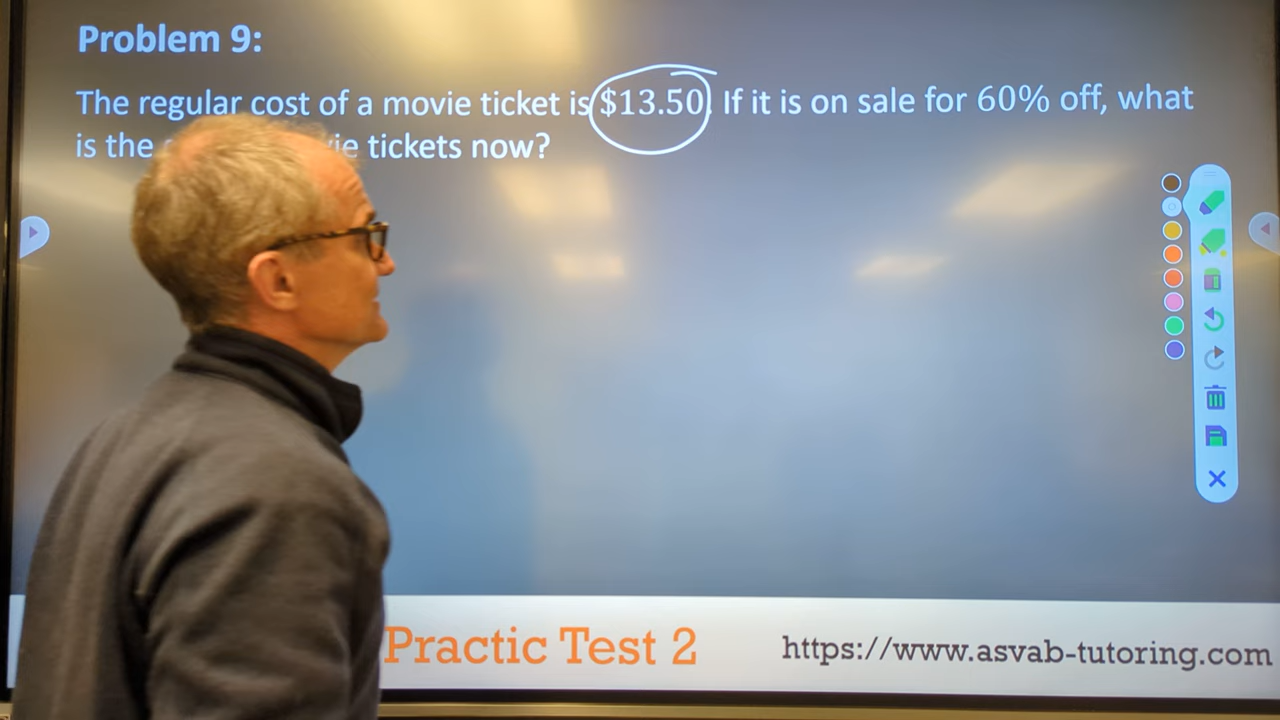 Problem 9:
The regular cost of a movie ticket is $13.50. If it is on sale for 60% off, what
is the tickets now?
Practic Test 2
https://www.asvab-tutoring.com